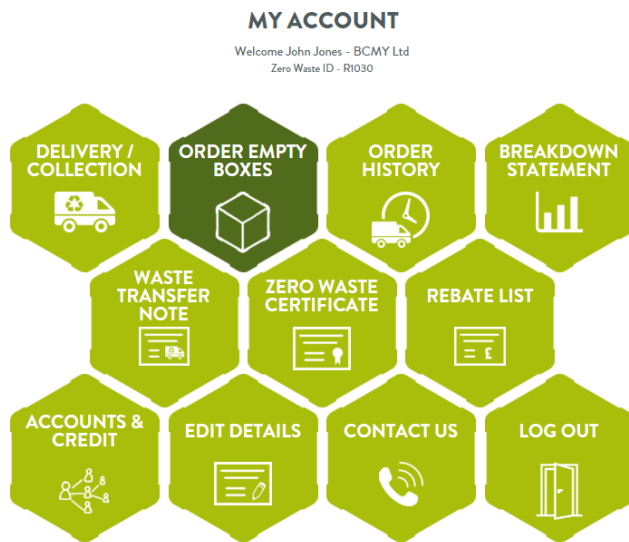 MY ACCOUNT
Welcome John Jones - BCMY Ltd
Zero Waste ID - R1030
DELIVERY /
COLLECTION
ORDER EMPTY
BOXES
ORDER
HISTORY
BREAKDOWN
STATEMENT
WASTE
TRANSFER
NOTE
ZERO WASTE
CERTIFICATE
REBATE LIST
£
ACCOUNTS &
CREDIT
EDIT DETAILS
CONTACT US
LOG OUT